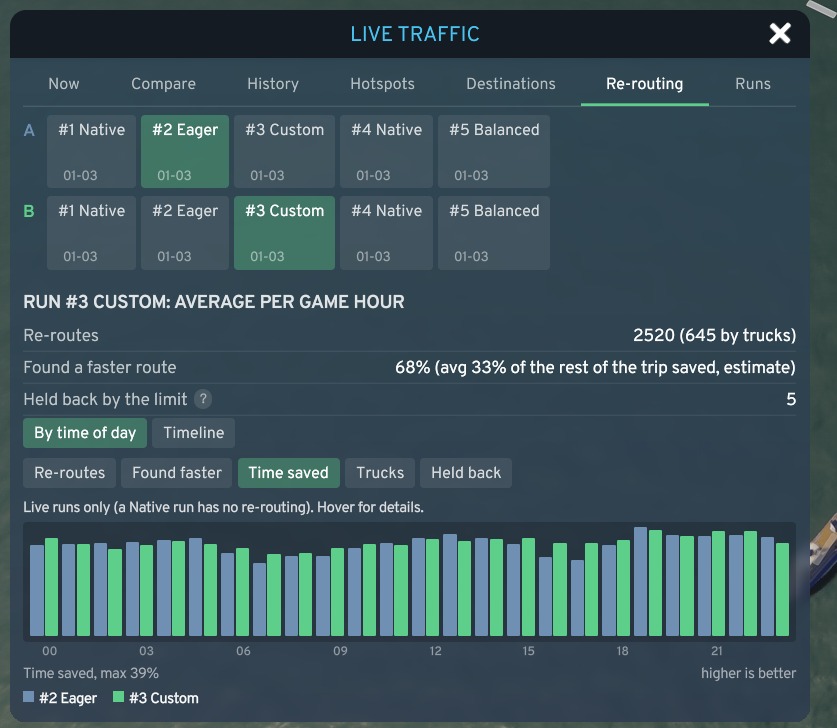 LIVE TRAFFIC
Now Compare History Hotspots Destinations Re-routing Runs
A #1 Native #2 Eager #3 Custom #4 Native #5 Balanced
01-03 01-03 01-03 01-03 01-03
B #1 Native #2 Eager #3 Custom #4 Native #5 Balanced
01-03 01-03 01-03 01-03 01-03
RUN #3 CUSTOM: AVERAGE PER GAME HOUR
Re-routes 2520 (645 by trucks)
Found a faster route 68% (avg 33% of the rest of the trip saved, estimate)
Held back by the limit ? 5
By time of day Timeline
Re-routes Found faster Time saved Trucks Held back
Live runs only (a Native run has no re-routing). Hover for details.
00 03 06 09 12 15 18 21
Time saved, max 39% higher is better
#2 Eager #3 Custom